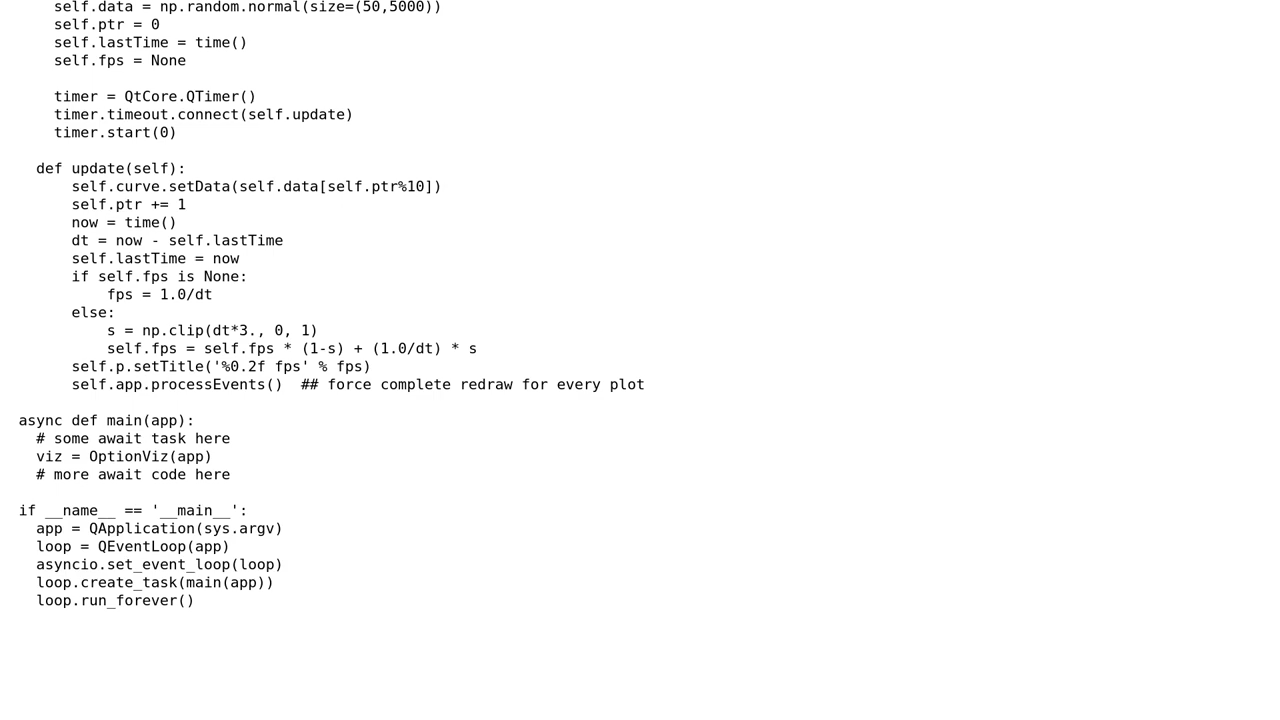 self.data = np.random.normal(size=(50,5000))
    self.ptr = 0
    self.lastTime = time()
    self.fps = None

    timer = QtCore.QTimer()
    timer.timeout.connect(self.update)
    timer.start(0)

  def update(self):
      self.curve.setData(self.data[self.ptr%10])
      self.ptr += 1
      now = time()
      dt = now - self.lastTime
      self.lastTime = now
      if self.fps is None:
          fps = 1.0/dt
      else:
          s = np.clip(dt*3., 0, 1)
          self.fps = self.fps * (1-s) + (1.0/dt) * s
      self.p.setTitle('%0.2f fps' % fps)
      self.app.processEvents()  ## force complete redraw for every plot

async def main(app):
  # some await task here
  viz = OptionViz(app)
  # more await code here

if __name__ == '__main__':
  app = QApplication(sys.argv)
  loop = QEventLoop(app)
  asyncio.set_event_loop(loop)
  loop.create_task(main(app))
  loop.run_forever()